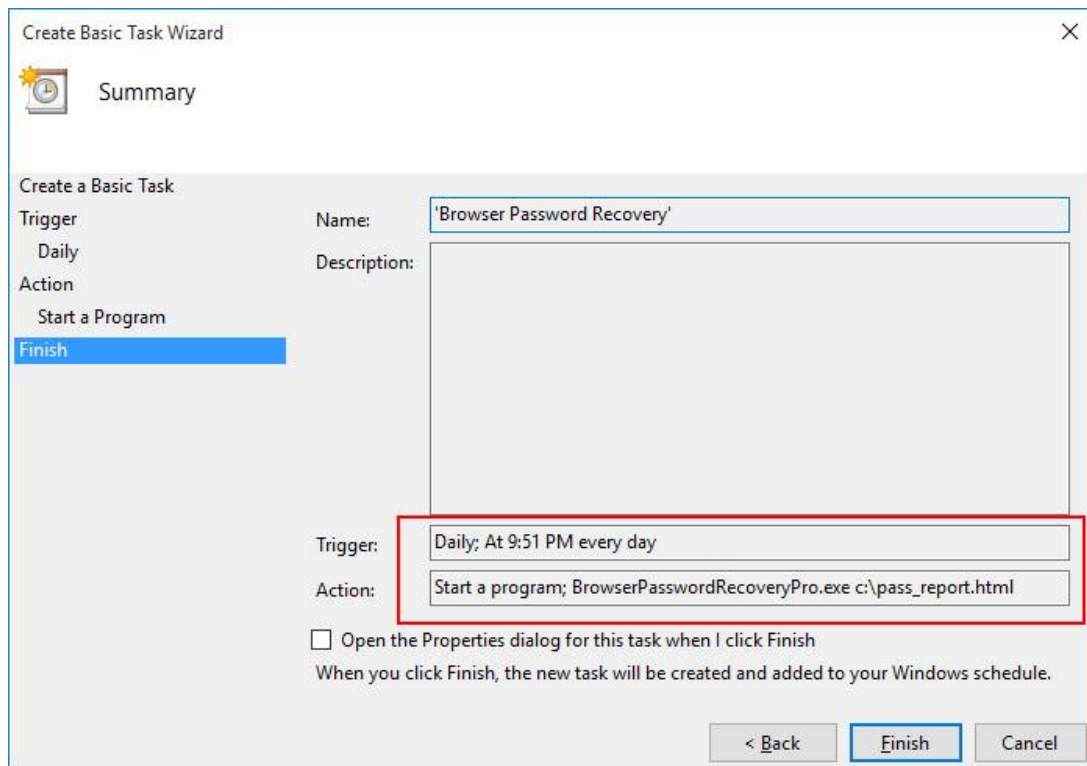 Create Basic Task Wizard
Summary
Create a Basic Task
Trigger
Daily
Action
Start a Program
Finish
Name:
'Browser Password Recovery'
Description:
Trigger:
Daily; At 9:51 PM every day
Action:
Start a program; BrowserPasswordRecoveryPro.exe c:\pass_report.html
Open the Properties dialog for this task when I click Finish
When you click Finish, the new task will be created and added to your Windows schedule.
< Back
Finish
Cancel